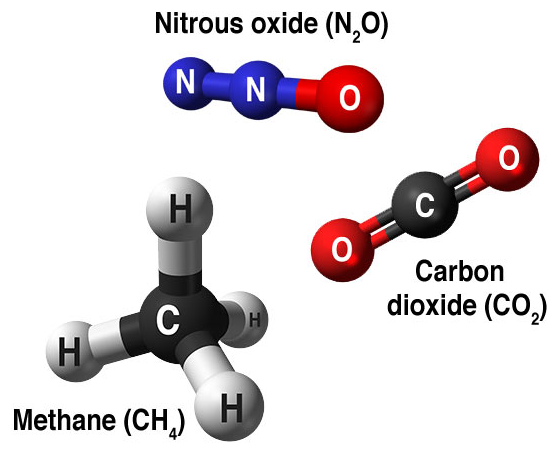 Nitrous oxide (N₂O)
N N O
O
C
O
Carbon
dioxide (CO₂)
H
C H
H
H
Methane (CH₄)